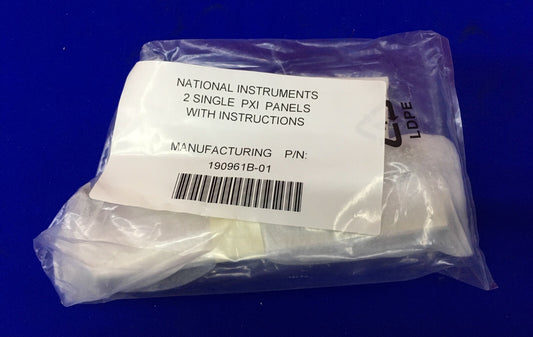 NATIONAL INSTRUMENTS
2 SINGLE PXI PANELS
WITH INSTRUCTIONS
MANUFACTURING P/N:
190961B-01
LDPE